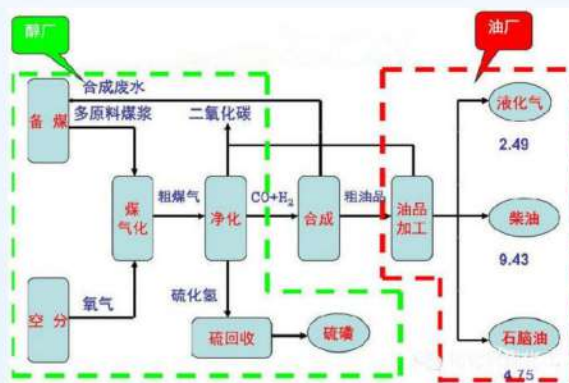 醇厂
油厂
合成废水
备 煤
多原料煤浆
二氧化碳
液化气
2.49
煤
气化
粗煤气
净化
CO+H₂
合成
粗油品
油品
加工
柴油
9.43
氧气
空 分
硫化氢
硫回收
硫磺
石脑油
4.75